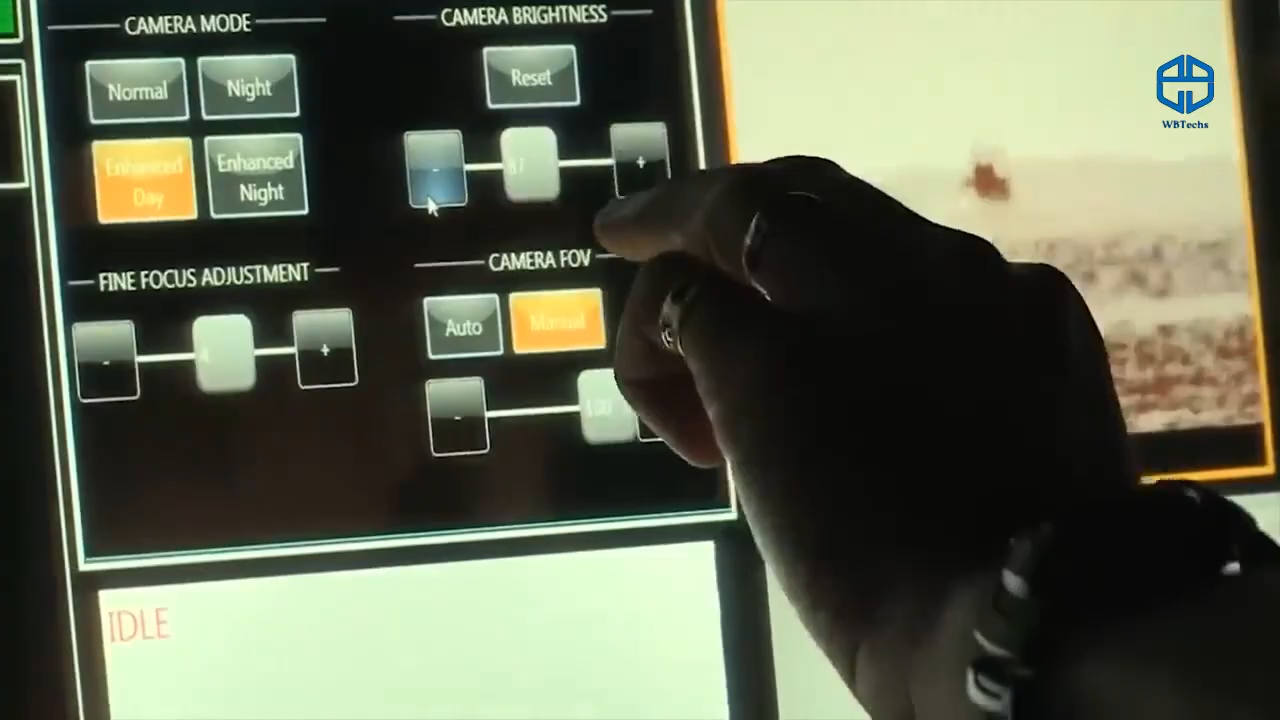 CAMERA MODE
CAMERA BRIGHTNESS
Normal
Night
Reset
Enhanced
Day
Enhanced
Night
-
+
FINE FOCUS ADJUSTMENT
CAMERA FOV
-
+
Auto
Manual
-
100
IDLE
WBTechs